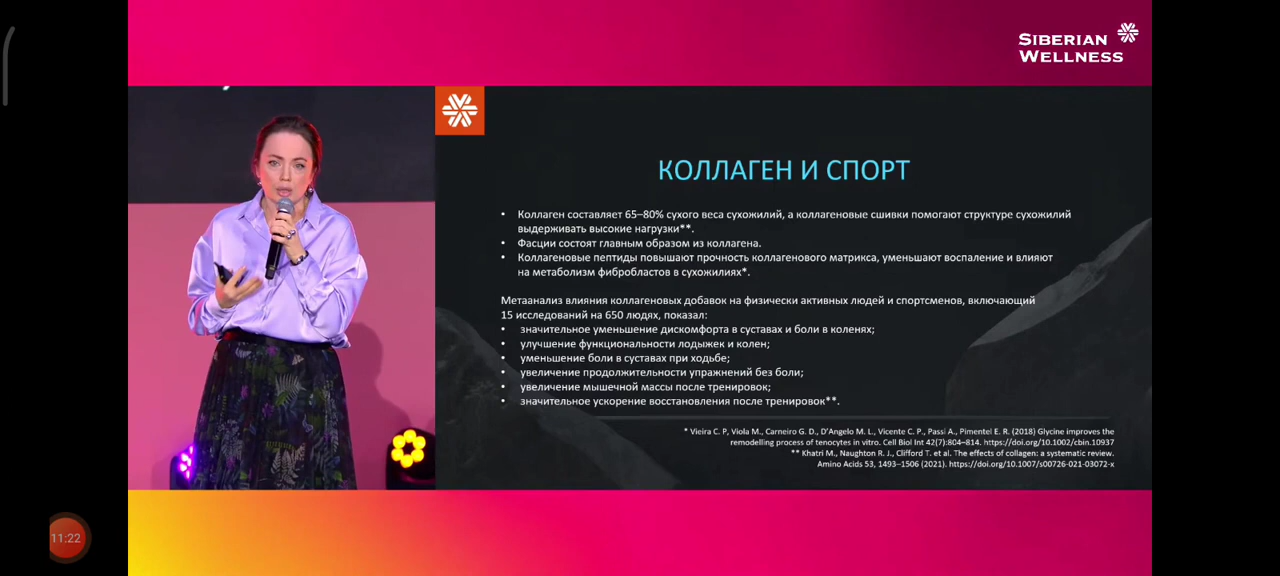 SIBERIAN
WELLNESS
КОЛЛАГЕН И СПОРТ
• Коллаген составляет 65–80% сухого веса сухожилий, а коллагеновые сшивки помогают структуре сухожилий
выдерживать высокие нагрузки**.
• Фасции состоят главным образом из коллагена.
• Коллагеновые пептиды повышают прочность коллагенового матрикса, уменьшают воспаление и влияют
на метаболизм фибробластов в сухожилиях*.
Метаанализ влияния коллагеновых добавок на физически активных людей и спортсменов, включающий
15 исследований на 650 людях, показал:
• значительное уменьшение дискомфорта в суставах и боли в коленях;
• улучшение функциональности лодыжек и колен;
• уменьшение боли в суставах при ходьбе;
• увеличение продолжительности упражнений без боли;
• увеличение мышечной массы после тренировок;
• значительное ускорение восстановления после тренировок**.
* Vieira C. P, Viola M., Carneiro G. D., D'Angelo M. L., Vicente C. P., Passi A., Pimentel E. R. (2018) Glycine improves the
remodelling process of tenocytes in vitro. Cell Biol Int 42(7):804–814. https://doi.org/10.1002/cbin.10937
** Khatri M., Naughton R. J., Clifford T. et al. The effects of collagen: a systematic review.
Amino Acids 53, 1493–1506 (2021). https://doi.org/10.1007/s00726-021-03072-x
11:22